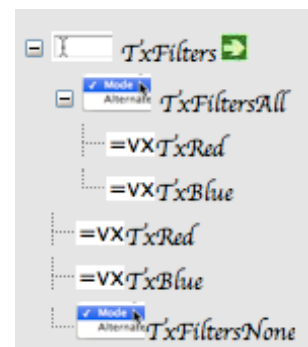 TxFilters
✓ Mode
Alternate TxFiltersAll
=VX TxRed
=VX TxBlue
=VX TxRed
=VX TxBlue
✓ Mode
Alternate TxFiltersNone